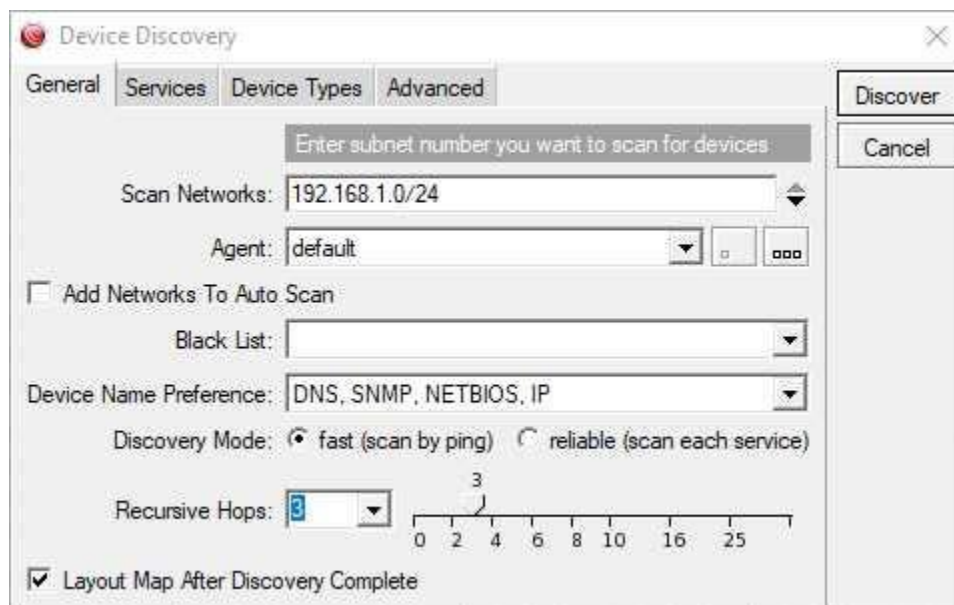 Device Discovery
General Services Device Types Advanced
Discover
Cancel
Enter subnet number you want to scan for devices
Scan Networks: 192.168.1.0/24
Agent: default
Add Networks To Auto Scan
Black List:
Device Name Preference: DNS, SNMP, NETBIOS, IP
Discovery Mode: fast (scan by ping) reliable (scan each service)
3
Recursive Hops: 3
0 2 4 6 8 10 16 25
Layout Map After Discovery Complete